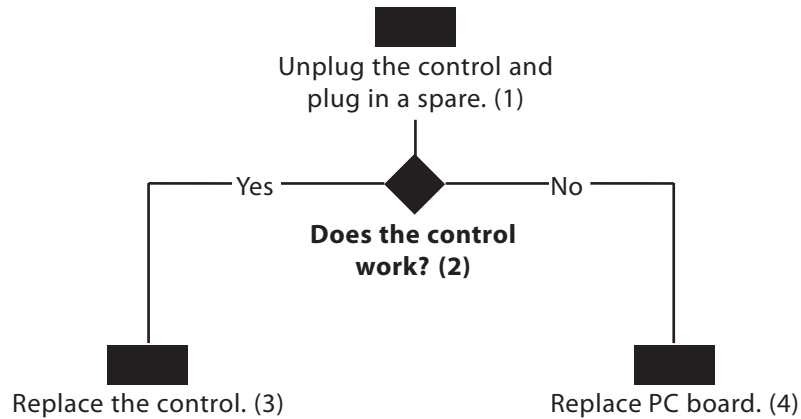 Unplug the control and
plug in a spare. (1)
Yes
No
Does the control
work? (2)
Replace the control. (3)
Replace PC board. (4)